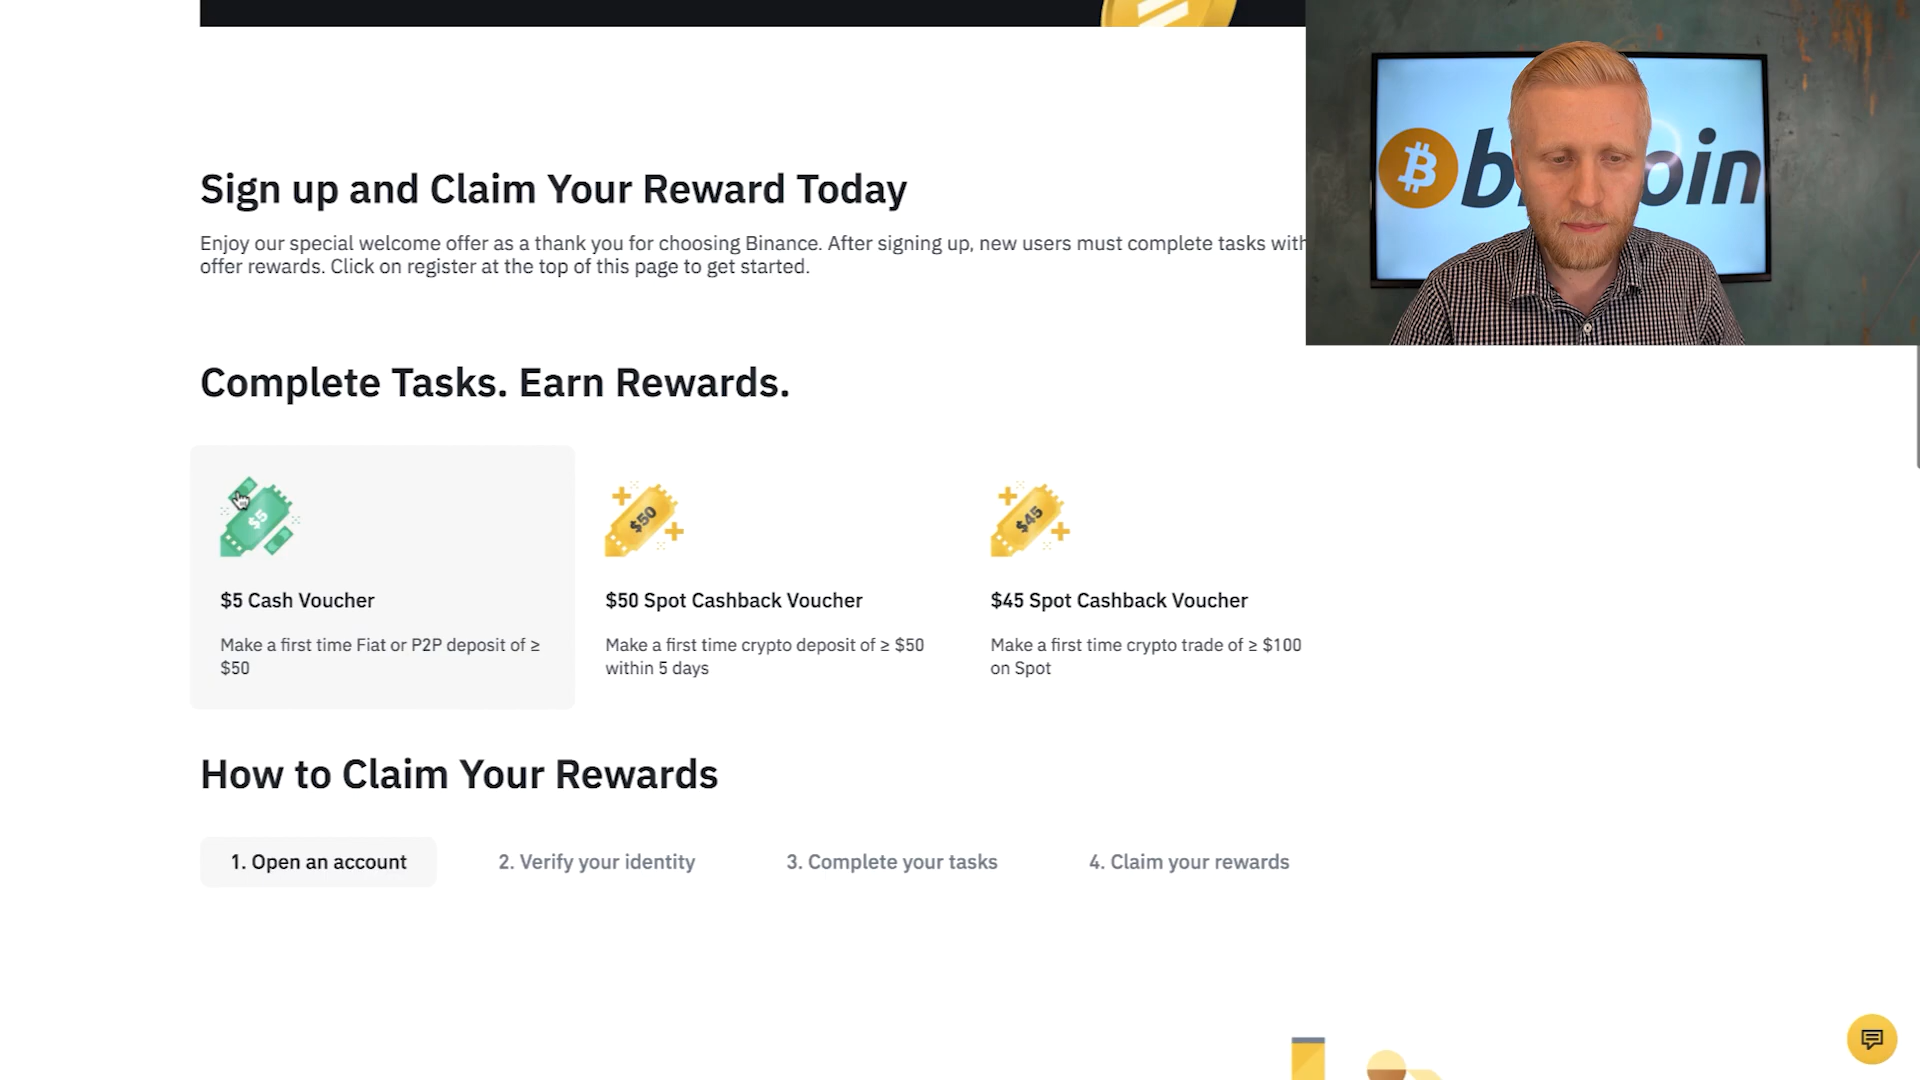 Sign up and Claim Your Reward Today
Enjoy our special welcome offer as a thank you for choosing Binance. After signing up, new users must complete tasks with
offer rewards. Click on register at the top of this page to get started.
Complete Tasks. Earn Rewards.
$5
$50
$45
$5 Cash Voucher
$50 Spot Cashback Voucher
$45 Spot Cashback Voucher
Make a first time Fiat or P2P deposit of ≥
$50
Make a first time crypto deposit of ≥ $50
within 5 days
Make a first time crypto trade of ≥ $100
on Spot
How to Claim Your Rewards
1. Open an account
2. Verify your identity
3. Complete your tasks
4. Claim your rewards